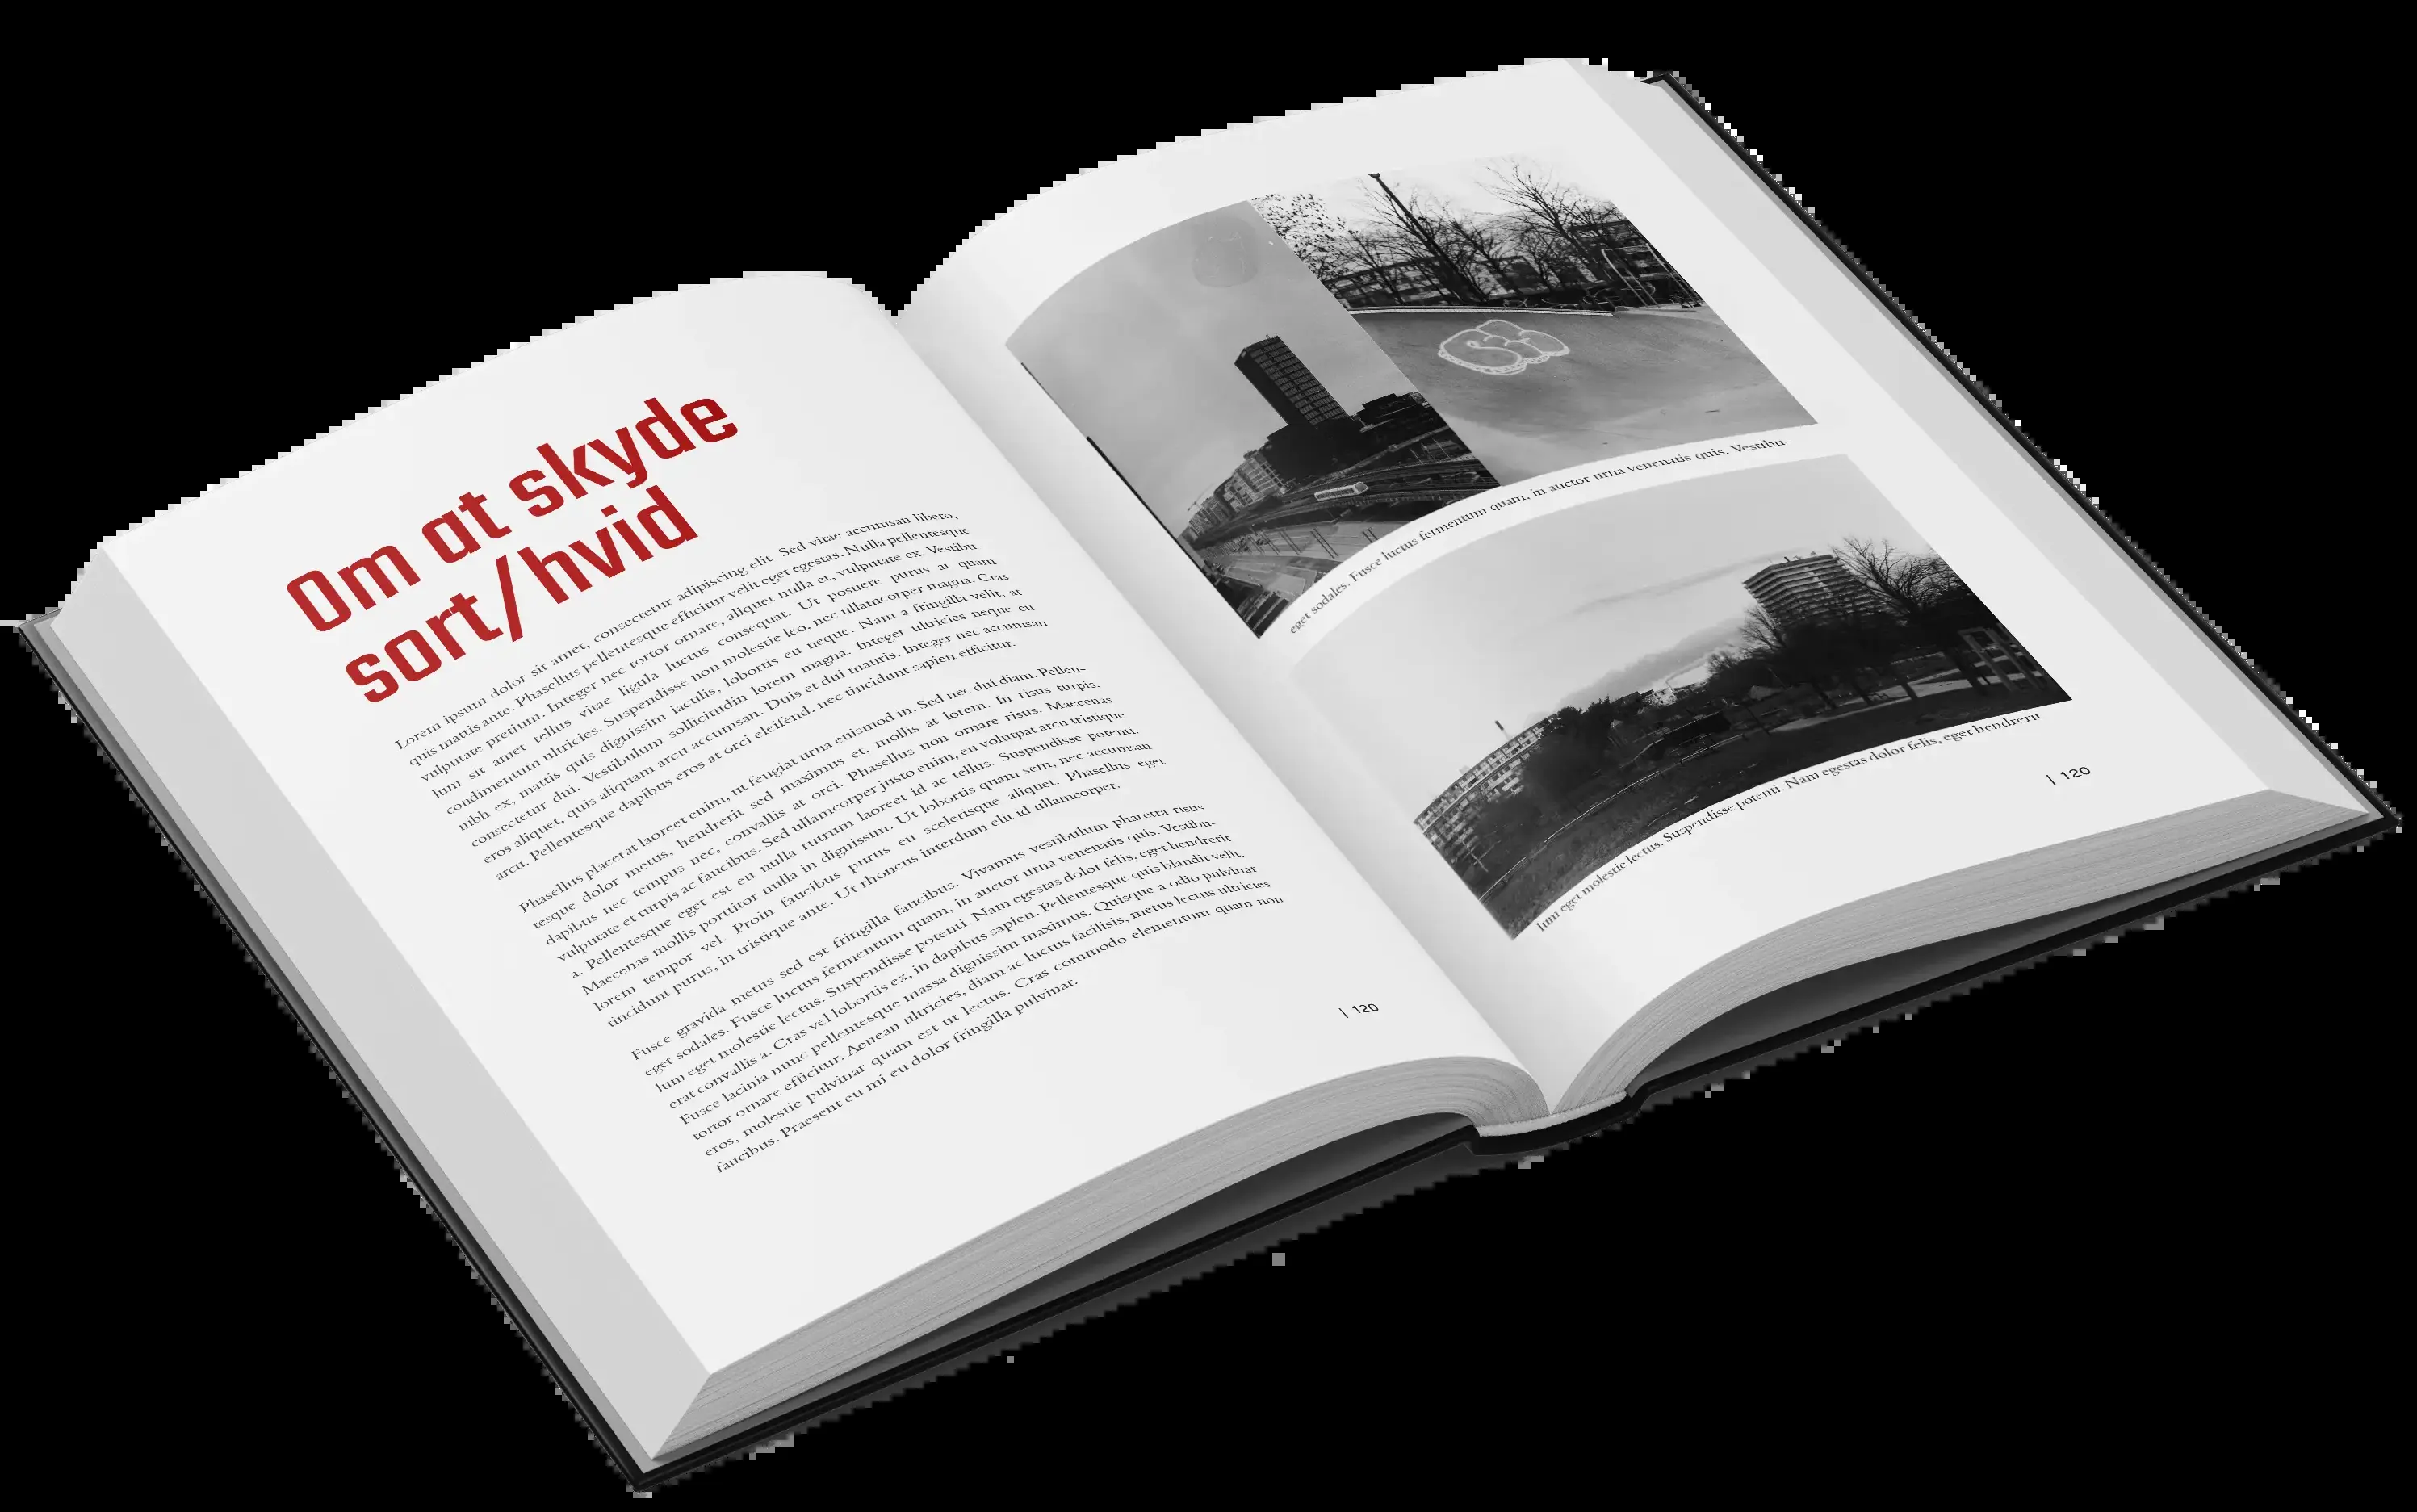 Om at skyde
sort/hvid
Lorem ipsum dolor sit amet, consectetur adipiscing elit. Sed vitae accumsan libero,
quis mattis ante. Phasellus pellentesque efficitur velit eget egestas. Nulla pellentesque
vulputate pretium. Integer nec tortor ornare, aliquet nulla et, vulputate ex. Vestibu-
lum sit amet tellus vitae ligula luctus consequat. Ut posuere purus at quam
condimentum ultricies. Suspendisse non molestie leo, nec ullamcorper magna. Cras
nibh ex, mattis quis dignissim iaculis, lobortis eu neque. Nam a fringilla velit, at
consectetur dui. Vestibulum sollicitudin lorem magna. Integer ultricies neque eu
eros aliquet, quis aliquam arcu accumsan. Duis et dui mauris. Integer nec accumsan
arcu. Pellentesque dapibus eros at orci eleifend, nec tincidunt sapien efficitur.
Phasellus placerat laoreet enim, ut feugiat urna euismod in. Sed nec dui diam. Pellen-
tesque dolor metus, hendrerit sed maximus et, mollis at lorem. In risus turpis,
dapibus nec tempus nec, convallis at orci. Phasellus non ornare risus. Maecenas
vulputate et turpis ac faucibus. Sed ullamcorper justo enim, eu volutpat arcu tristique
a. Pellentesque eget est eu nulla rutrum laoreet id ac tellus. Suspendisse potenti.
Maecenas mollis porttitor nulla in dignissim. Ut lobortis quam sem, nec accumsan
lorem tempor vel. Proin faucibus purus eu scelerisque aliquet. Phasellus eget
tincidunt purus, in tristique ante. Ut rhoncus interdum elit id ullamcorper.
Fusce gravida metus sed est fringilla faucibus. Vivamus vestibulum pharetra risus
eget sodales. Fusce luctus fermentum quam, in auctor urna venenatis quis. Vestibu-
lum eget molestie lectus. Suspendisse potenti. Nam egestas dolor felis, eget hendrerit
erat convallis a. Cras vel lobortis ex, in dapibus sapien. Pellentesque quis blandit velit.
Fusce lacinia nunc pellentesque massa dignissim maximus. Quisque a odio pulvinar
tortor ornare efficitur. Aenean ultricies, diam ac luctus facilisis, metus lectus ultricies
eros, molestie pulvinar quam est ut lectus. Cras commodo elementum quam non
faucibus. Praesent eu mi eu dolor fringilla pulvinar.
| 120
eget sodales. Fusce luctus fermentum quam, in auctor urna venenatis quis. Vestibu-
lum eget molestie lectus. Suspendisse potenti. Nam egestas dolor felis, eget hendrerit
| 120